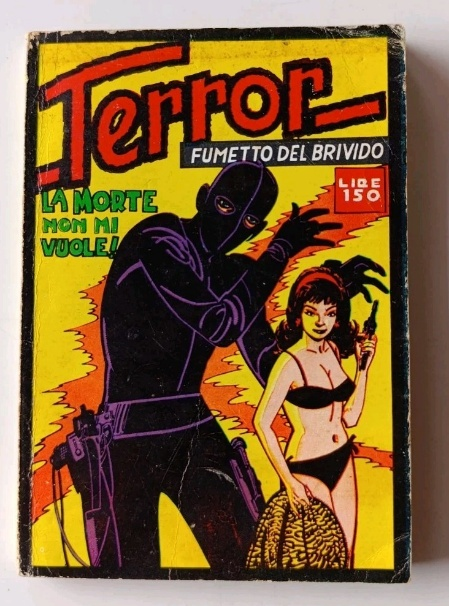 Terror
FUMETTO DEL BRIVIDO
LIRE
150
LA MORTE
NON MI
VUOLE!